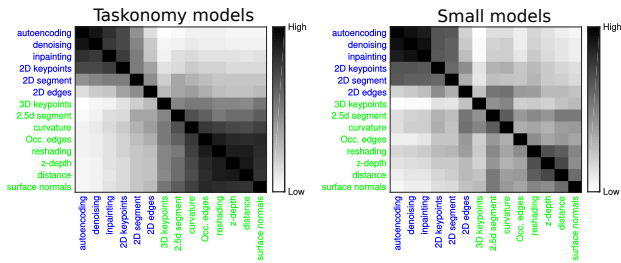 Taskonomy models
autoencoding
denoising
inpainting
2D keypoints
2D segment
2D edges
3D keypoints
2.5d segment
curvature
Occ. edges
reshading
z-depth
distance
surface normals
autoencoding
denoising
inpainting
2D keypoints
2D segment
2D edges
3D keypoints
2.5d segment
curvature
Occ. edges
reshading
z-depth
distance
surface normals
High
Low
Small models
autoencoding
denoising
inpainting
2D keypoints
2D segment
2D edges
3D keypoints
2.5d segment
curvature
Occ. edges
reshading
z-depth
distance
surface normals
autoencoding
denoising
inpainting
2D keypoints
2D segment
2D edges
3D keypoints
2.5d segment
curvature
Occ. edges
reshading
z-depth
distance
surface normals
High
Low